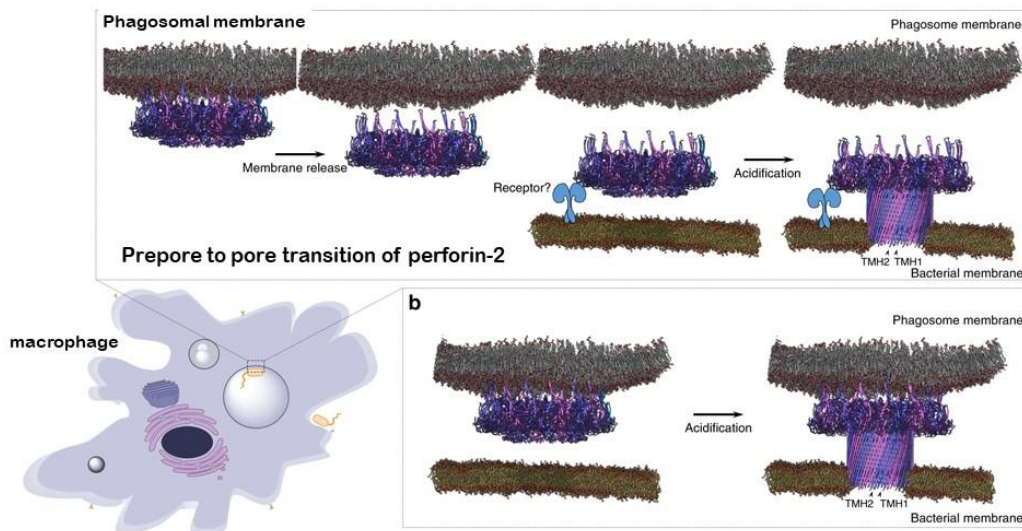 Phagosomal membrane
Phagosome membrane
Membrane release
Receptor?
Acidification
Prepore to pore transition of perforin-2
TMH2 TMH1
Bacterial membrane
macrophage
b
Phagosome membrane
Acidification
TMH2 TMH1
Bacterial membrane